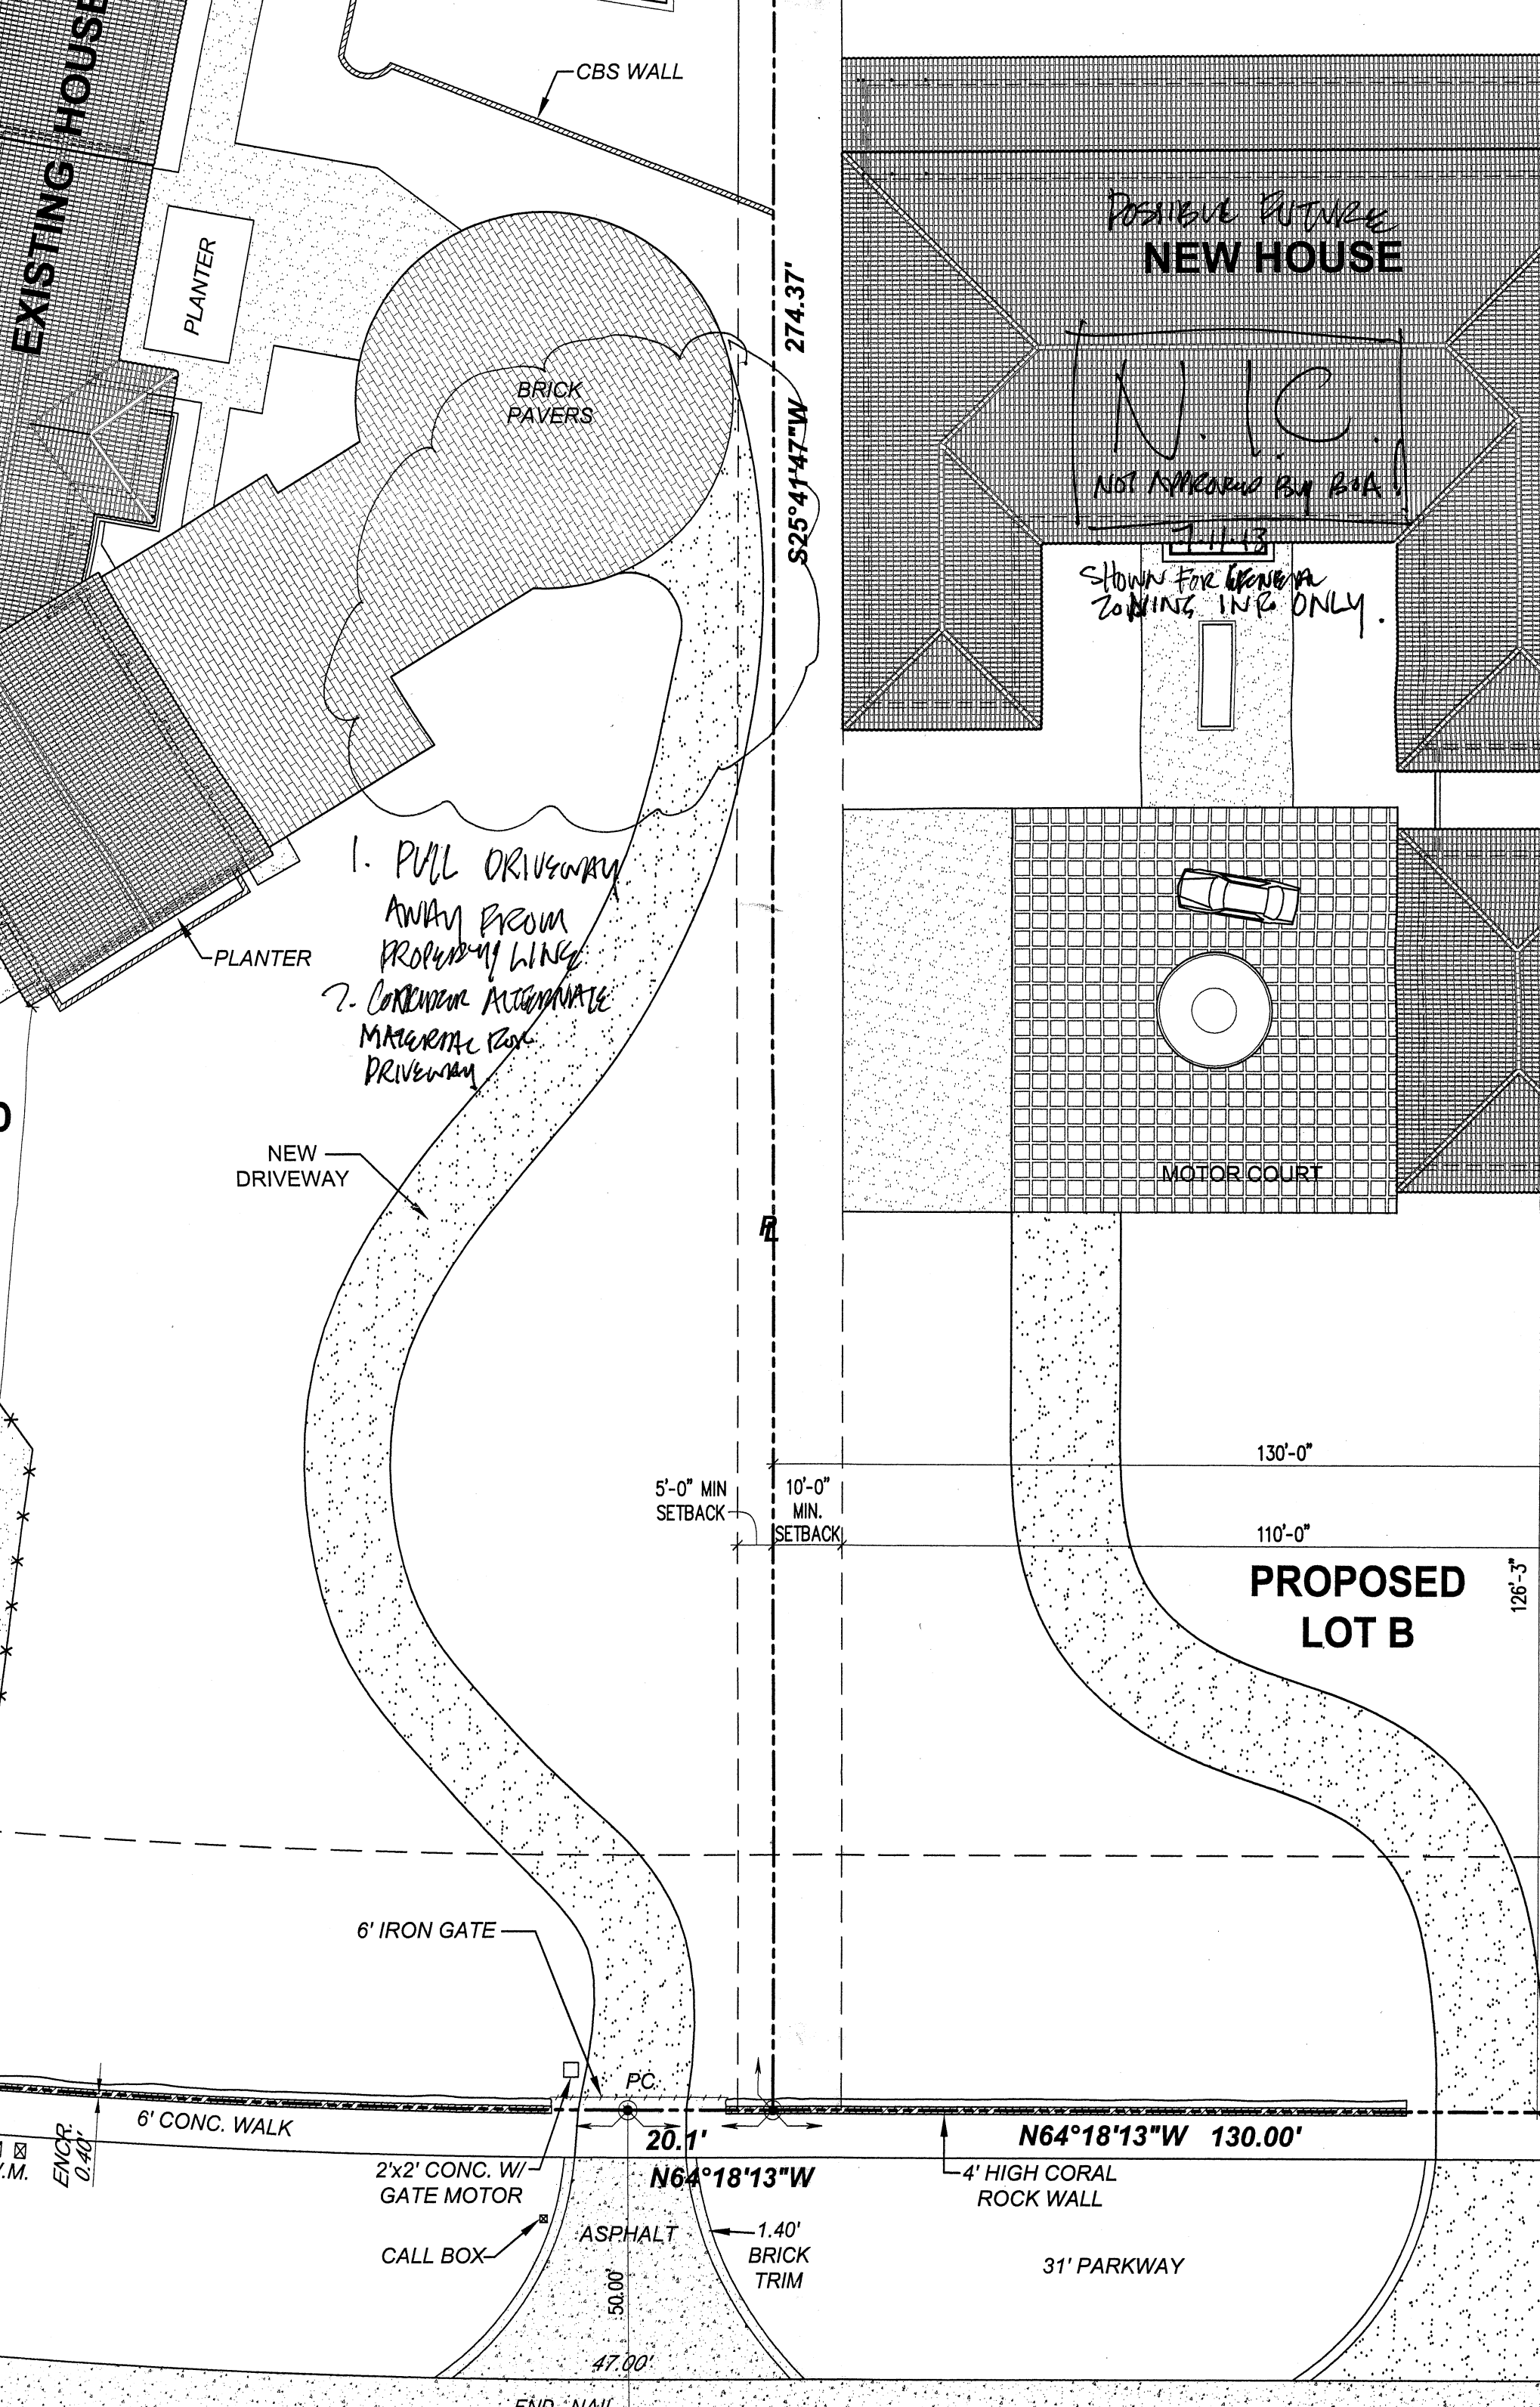 CBS WALL
EXISTING HOUSE
PLANTER
POSSIBLE FUTURE
NEW HOUSE
274.37'
S25°41'47"W
BRICK
PAVERS
N.I.C.
NOT APPROVED BY BOA!
7-11-13
SHOWN FOR GENERAL
ZONING INFO ONLY.
1. PULL DRIVEWAY
AWAY FROM
PROPERTY LINE
2. CONSIDER ALTERNATE
MATERIAL FOR
DRIVEWAY
PLANTER
NEW
DRIVEWAY
MOTOR COURT
PL
130'-0"
5'-0" MIN
SETBACK
10'-0"
MIN.
SETBACK
110'-0"
PROPOSED
LOT B
126'-3"
6' IRON GATE
PC
6' CONC. WALK
ENCR.
0.40'
20.1'
N64°18'13"W
N64°18'13"W 130.00'
2'x2' CONC. W/
GATE MOTOR
4' HIGH CORAL
ROCK WALL
CALL BOX
ASPHALT
1.40'
BRICK
TRIM
31' PARKWAY
50.00'
47.00'